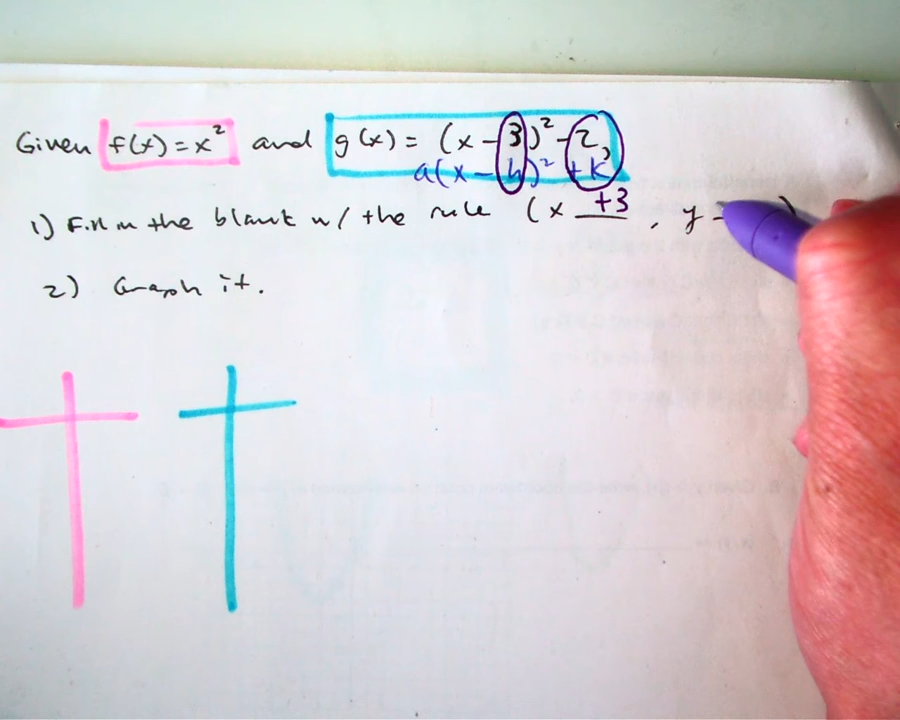 Given f(x)=x² and g(x) = (x-3)²-2,
a(x-h)² + k
1) Fill in the blank w/ the rule (x +3 , y - )
2) Graph it.